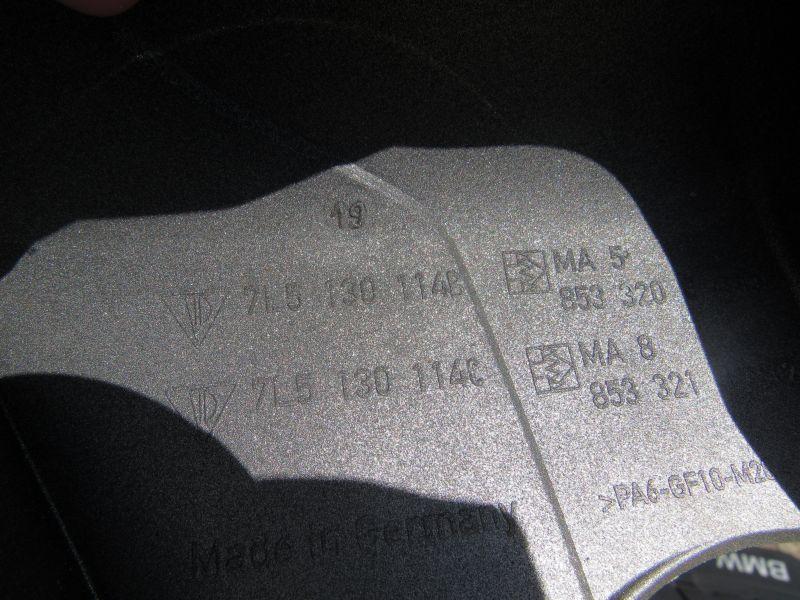 19
7L5 130 114B
MA 5
853 320
7L5 130 114C
MA 8
853 321
>PA6-GF10-M20
Made in Germany
BMW